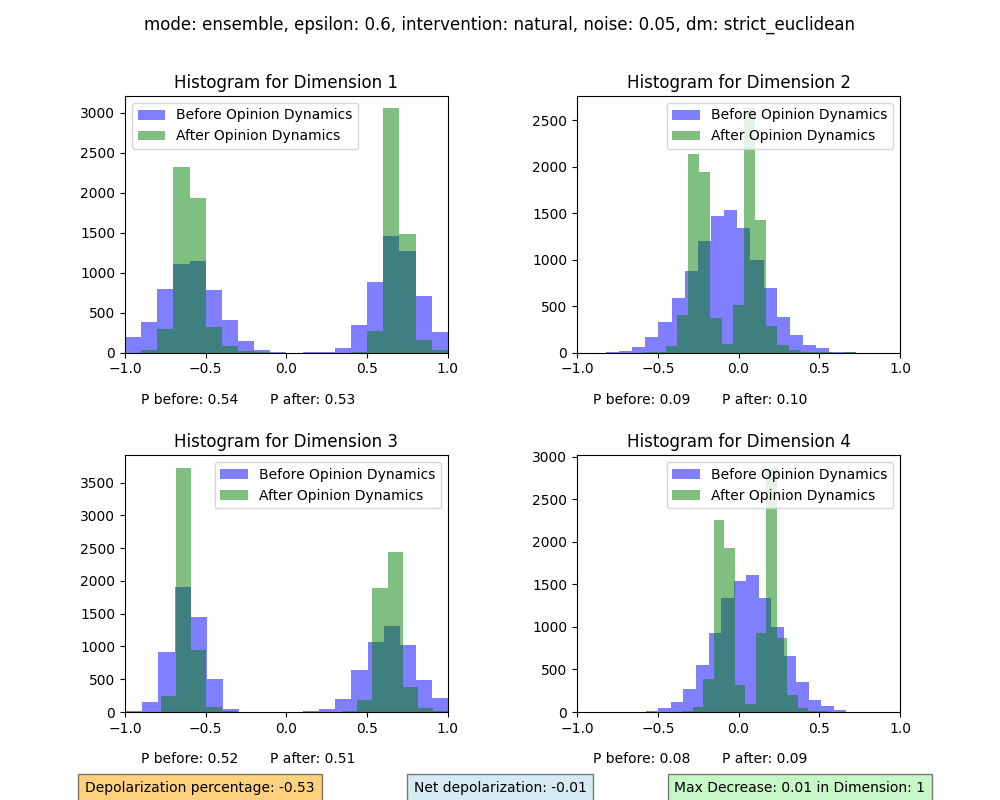 mode: ensemble, epsilon: 0.6, intervention: natural, noise: 0.05, dm: strict_euclidean
Histogram for Dimension 1
Before Opinion Dynamics
After Opinion Dynamics
3000
2500
2000
1500
1000
500
0
−1.0 −0.5 0.0 0.5 1.0
P before: 0.54 P after: 0.53
Histogram for Dimension 2
Before Opinion Dynamics
After Opinion Dynamics
2500
2000
1500
1000
500
0
−1.0 −0.5 0.0 0.5 1.0
P before: 0.09 P after: 0.10
Histogram for Dimension 3
Before Opinion Dynamics
After Opinion Dynamics
3500
3000
2500
2000
1500
1000
500
0
−1.0 −0.5 0.0 0.5 1.0
P before: 0.52 P after: 0.51
Histogram for Dimension 4
Before Opinion Dynamics
After Opinion Dynamics
3000
2500
2000
1500
1000
500
0
−1.0 −0.5 0.0 0.5 1.0
P before: 0.08 P after: 0.09
Depolarization percentage: -0.53
Net depolarization: -0.01
Max Decrease: 0.01 in Dimension: 1